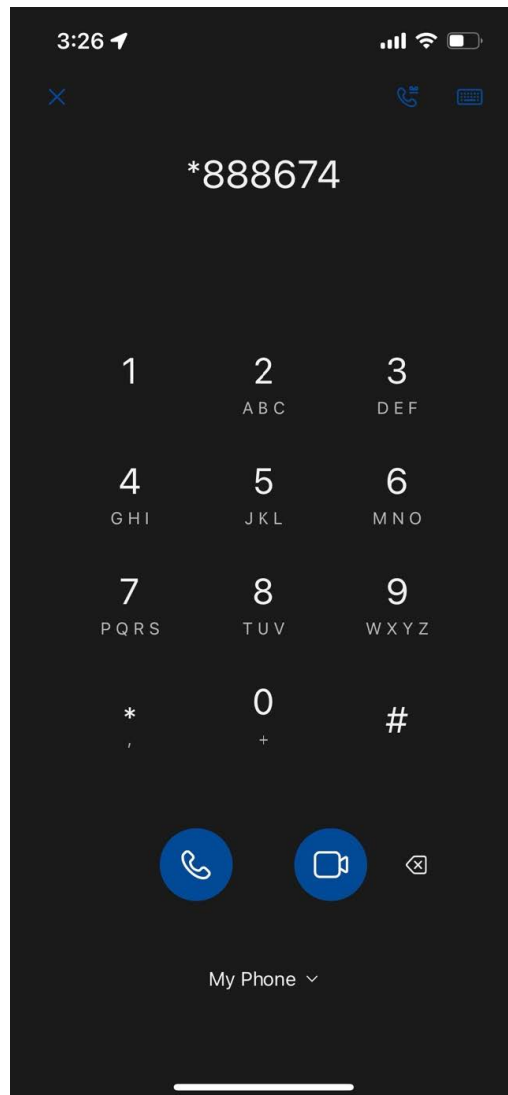 3:26
*888674
1 2 3
ABC DEF
4 5 6
GHI JKL MNO
7 8 9
PQRS TUV WXYZ
* 0 #
, +
My Phone